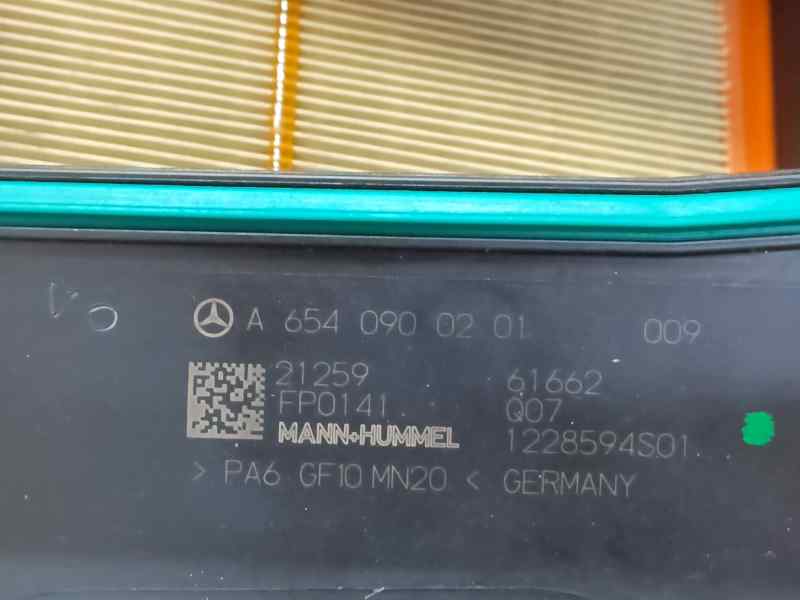 A 654 090 02 01 009
21259 61662
FP0141 Q07
MANN+HUMMEL 1228594S01
> PA6 GF10 MN20 < GERMANY